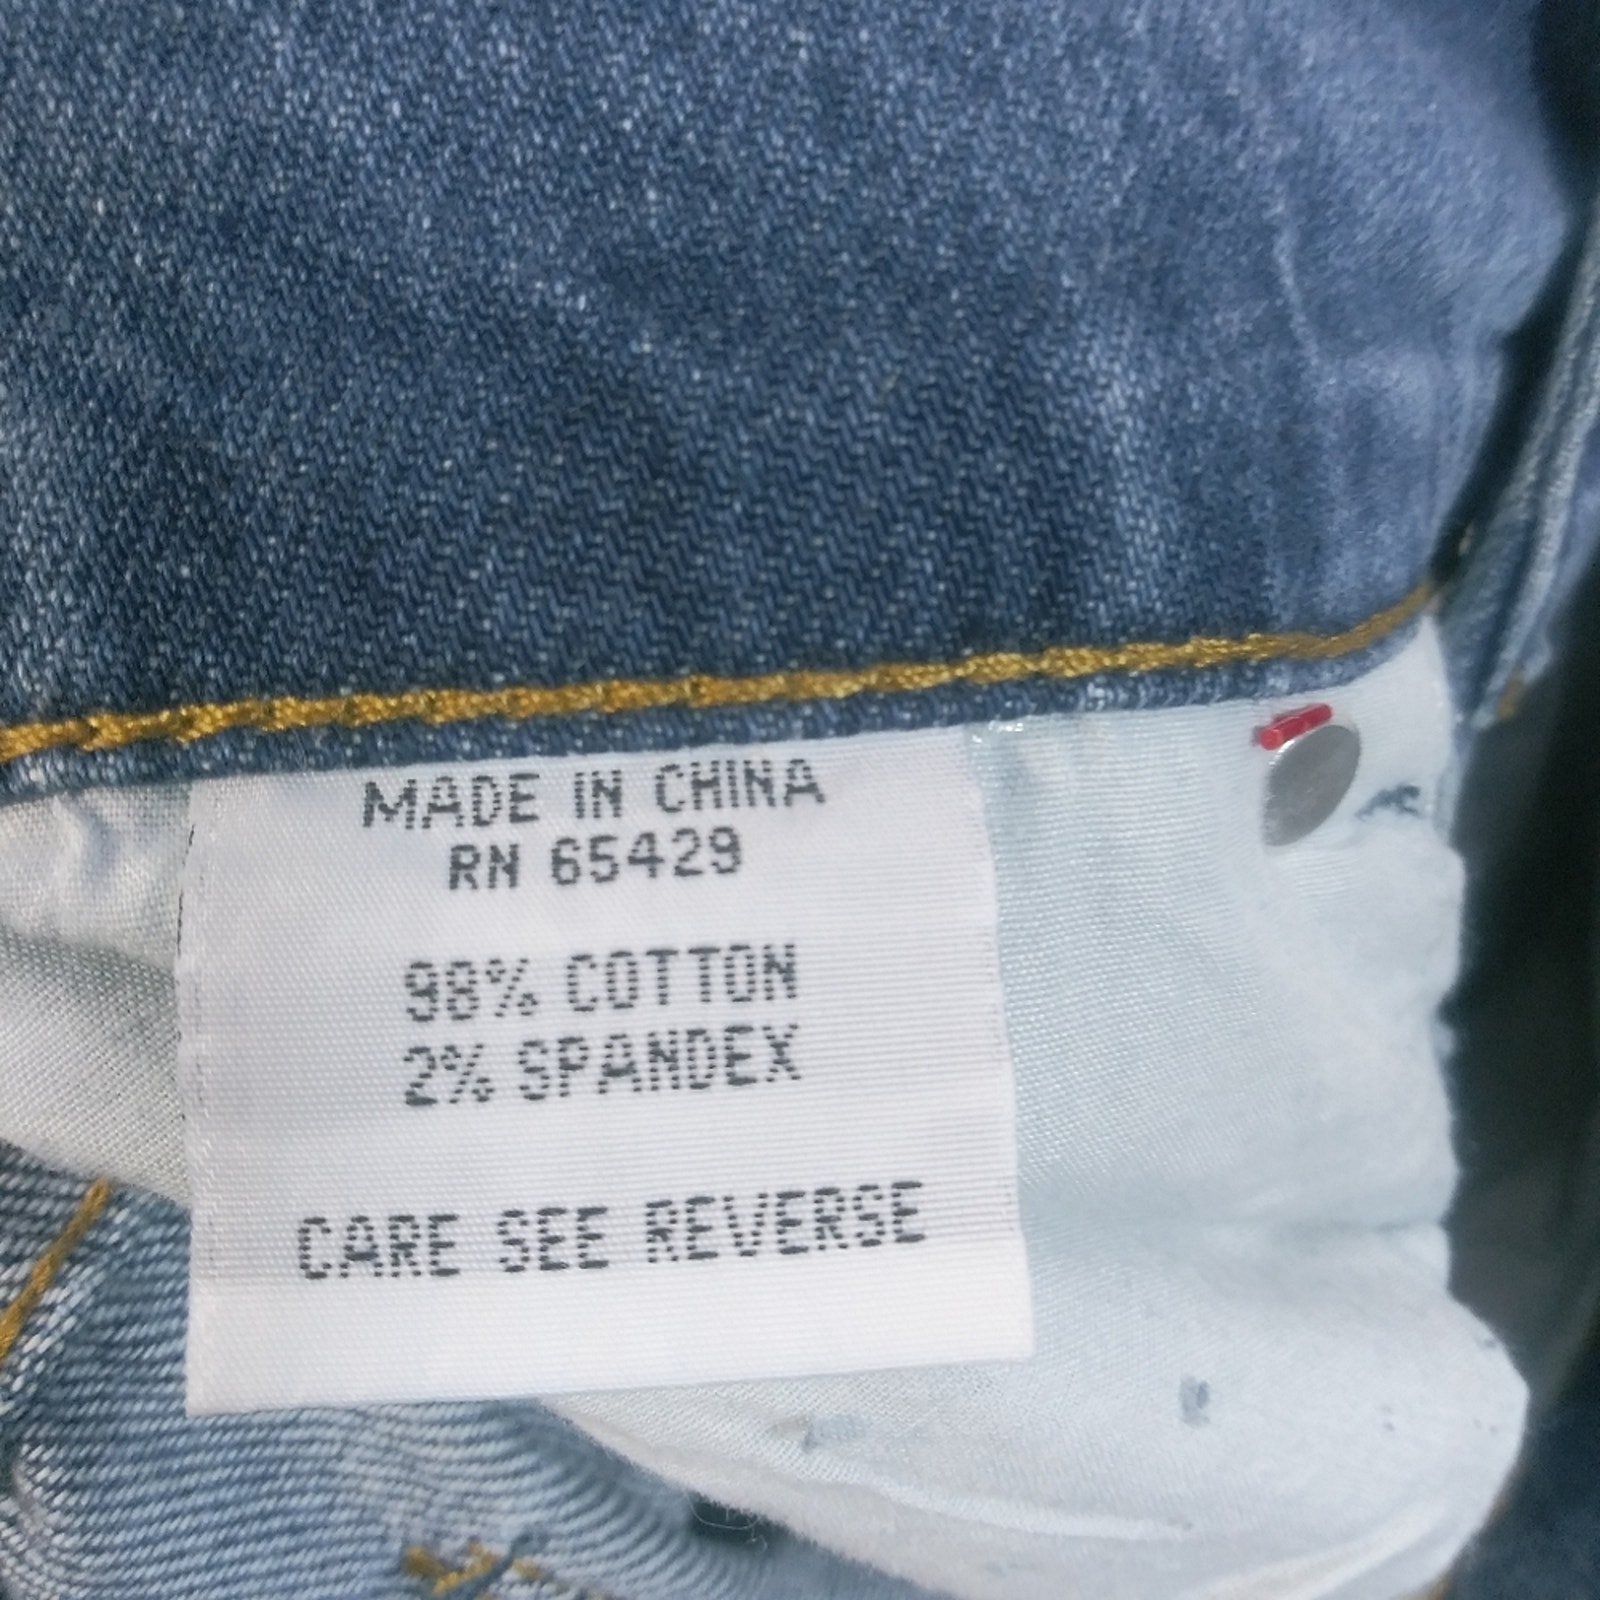 MADE IN CHINA
RN 65429
98% COTTON
2% SPANDEX
CARE SEE REVERSE